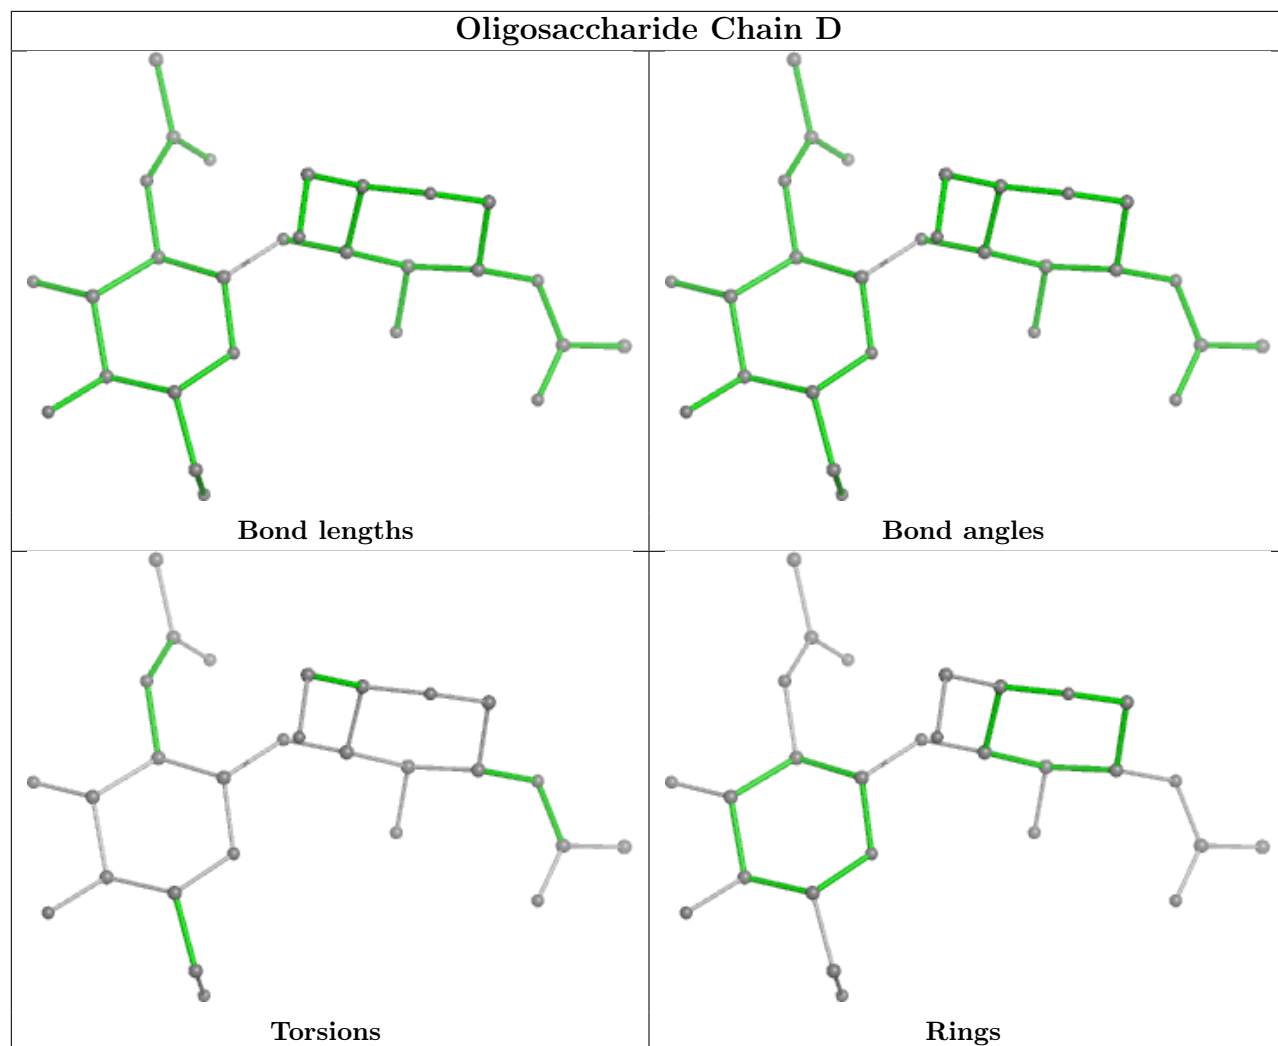 Oligosaccharide Chain D
Bond lengths
Bond angles
Torsions
Rings